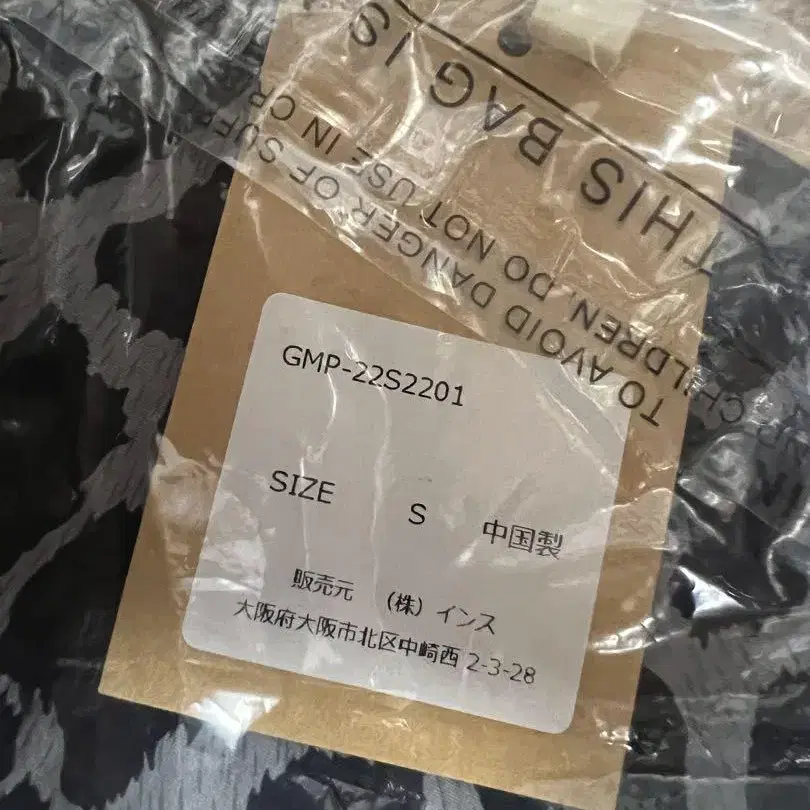 THIS BAG IS
TO AVOID DANGER OF SUFF
CHILDREN, DO NOT USE IN CR
GMP-22S2201
SIZE S 中国製
販売元 (株) インス
大阪府大阪市北区中崎西 2-3-28